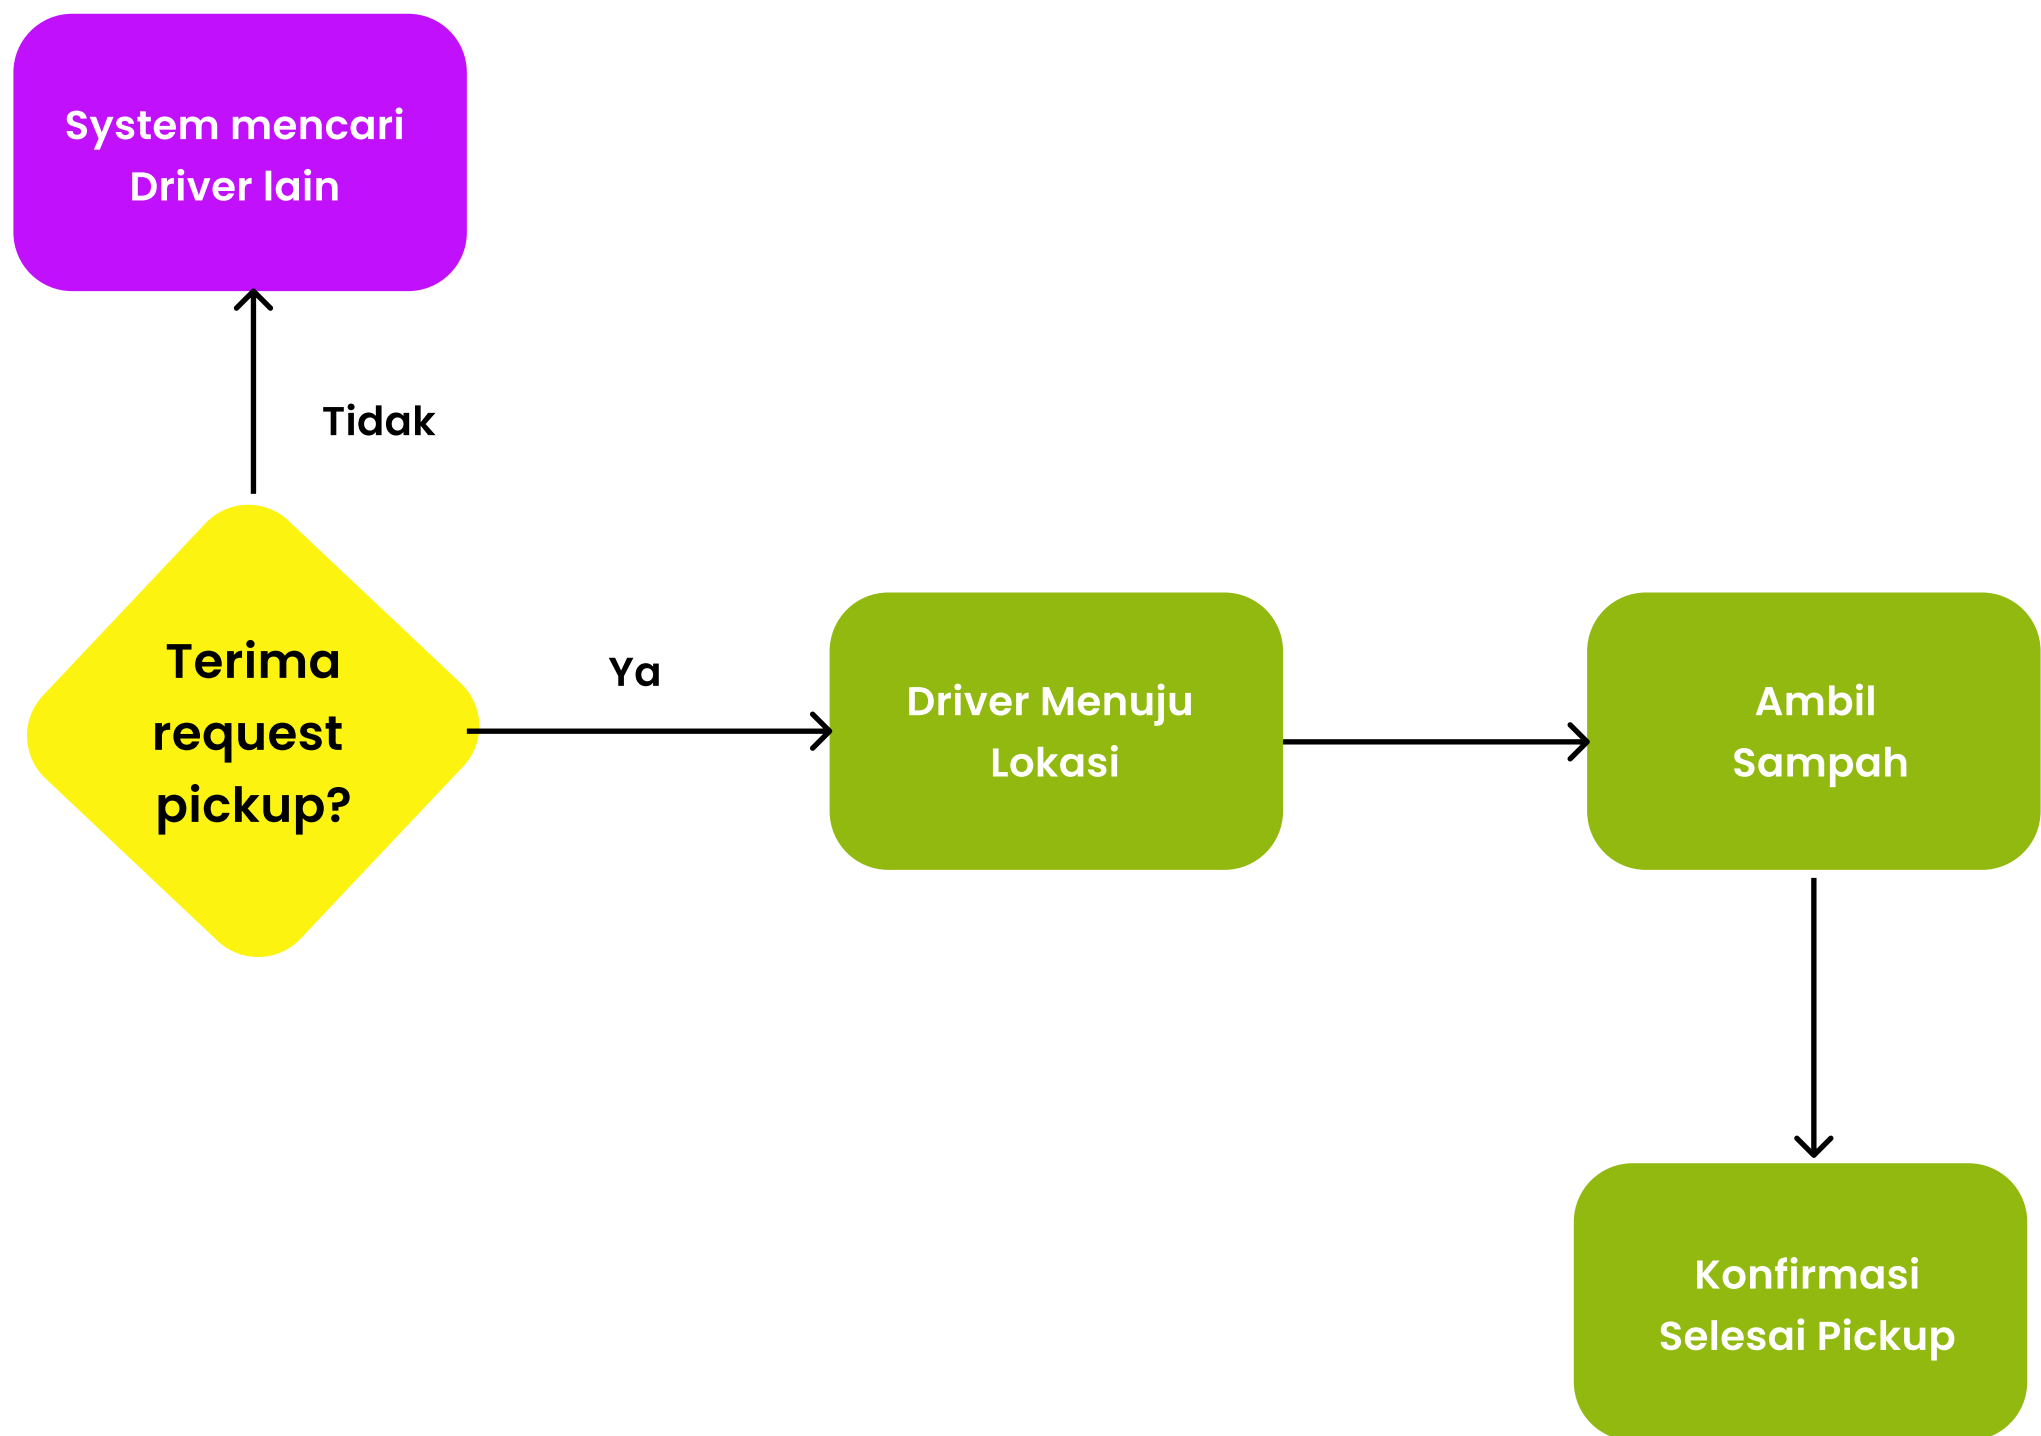 System mencari
Driver lain
Tidak
Terima
request
pickup?
Ya
Driver Menuju
Lokasi
Ambil
Sampah
Konfirmasi
Selesai Pickup